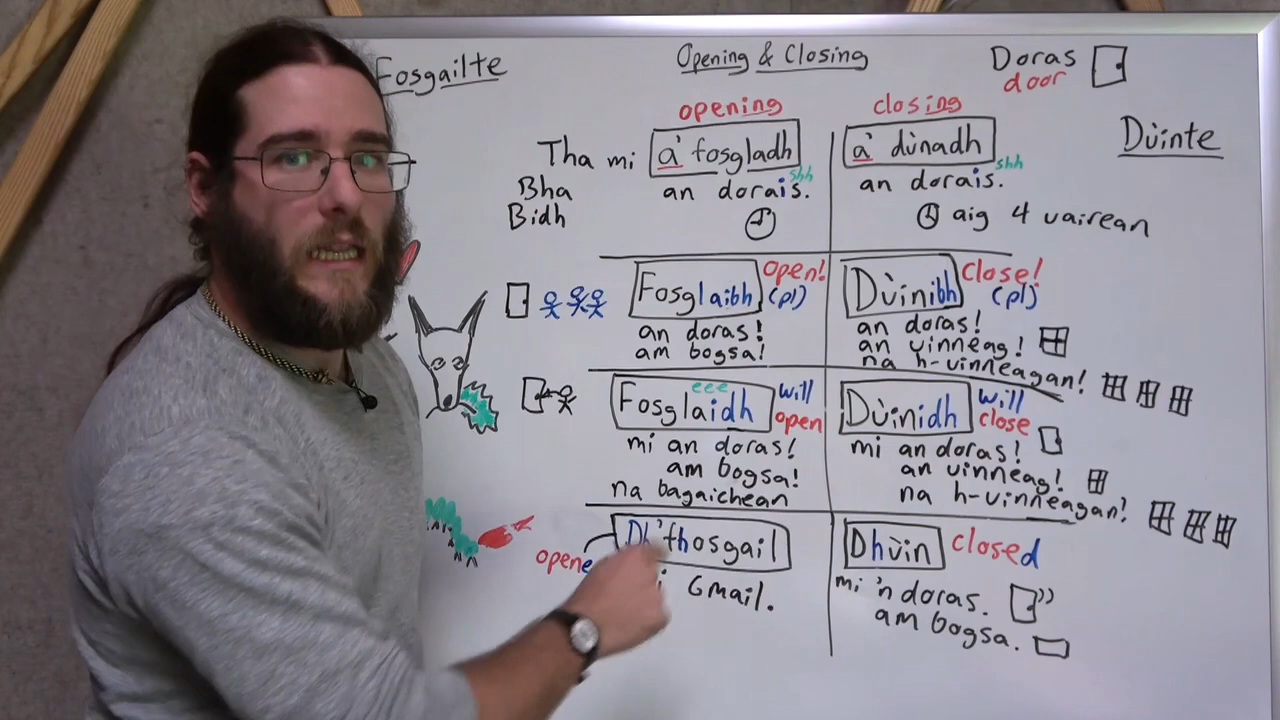 Fosgailte
Opening & Closing
Doras
door
opening
closing
Tha mi a' fosgladh
a' dùnadh
Dùinte
shh
shh
Bha
an dorais.
an dorais.
Bidh
aig 4 uairean
Fosglaibh open!
(pl)
Dùinibh close!
(pl)
an doras!
am bogsa!
an doras!
an uinneag!
na h-uinneagan!
eee
Fosglaidh will
open
Dùinidh will
close
mi an doras!
am bogsa!
na bagaichean
mi an doras!
an uinneag!
na h-uinneagan!
Dh'fhosgail
Gmail.
Dhùin closed
mi 'n doras.
am bogsa.